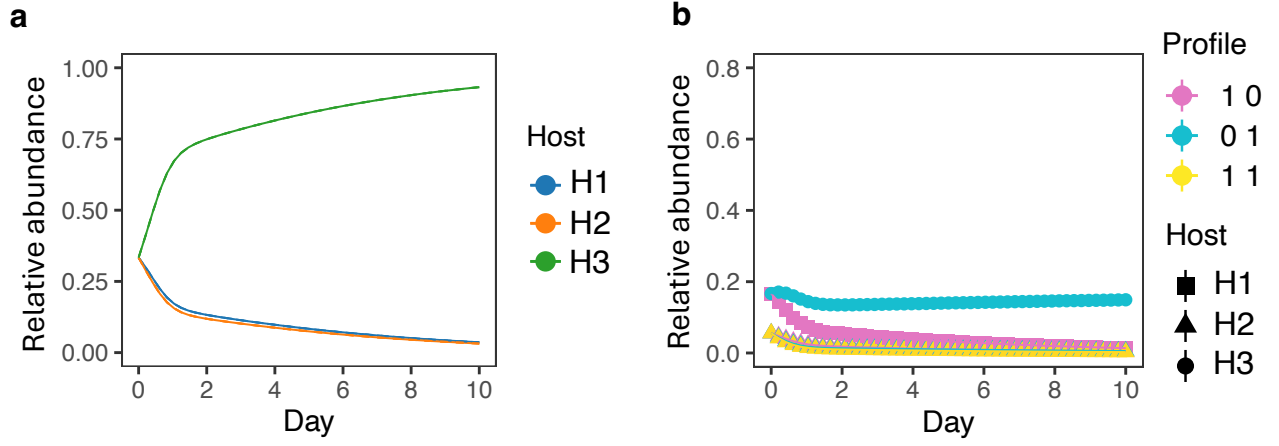 a
Relative abundance
1.00
0.75
0.50
0.25
0.00
0 2 4 6 8 10
Day
Host
H1
H2
H3
b
Relative abundance
0.8
0.6
0.4
0.2
0.0
0 2 4 6 8 10
Day
Profile
1 0
0 1
1 1
Host
H1
H2
H3